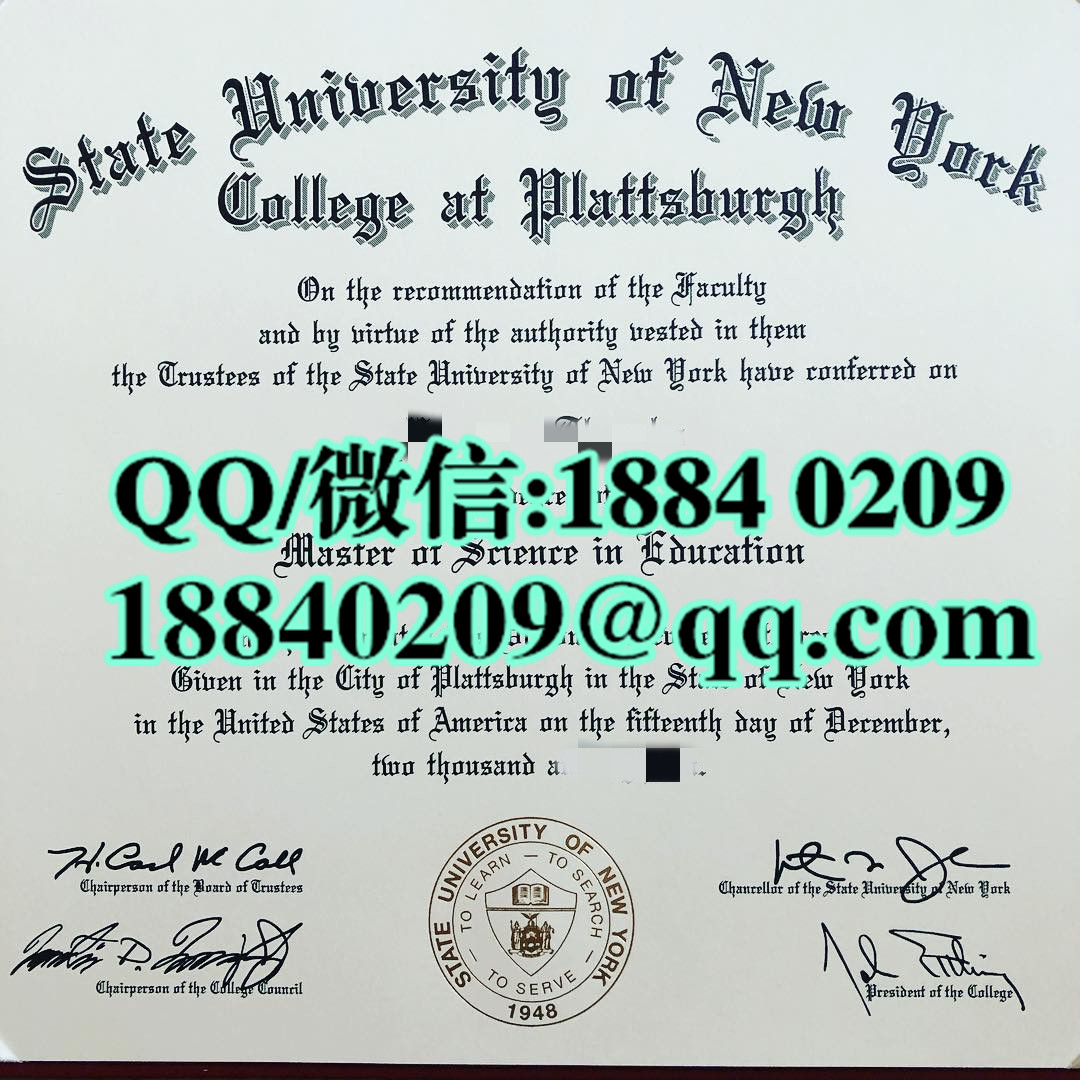 State University of New York
College at Plattsburgh
On the recommendation of the Faculty
and by virtue of the authority vested in them
the Trustees of the State University of New York have conferred on
QQ/微信:1884 0209
Master of Science in Education
18840209@qq.com
Given in the City of Plattsburgh in the State of New York
in the United States of America on the fifteenth day of December,
two thousand
Chairperson of the Board of Trustees
Chancellor of the State University of New York
Chairperson of the College Council
President of the College
STATE UNIVERSITY OF NEW YORK
TO LEARN — TO SEARCH — TO SERVE
1948